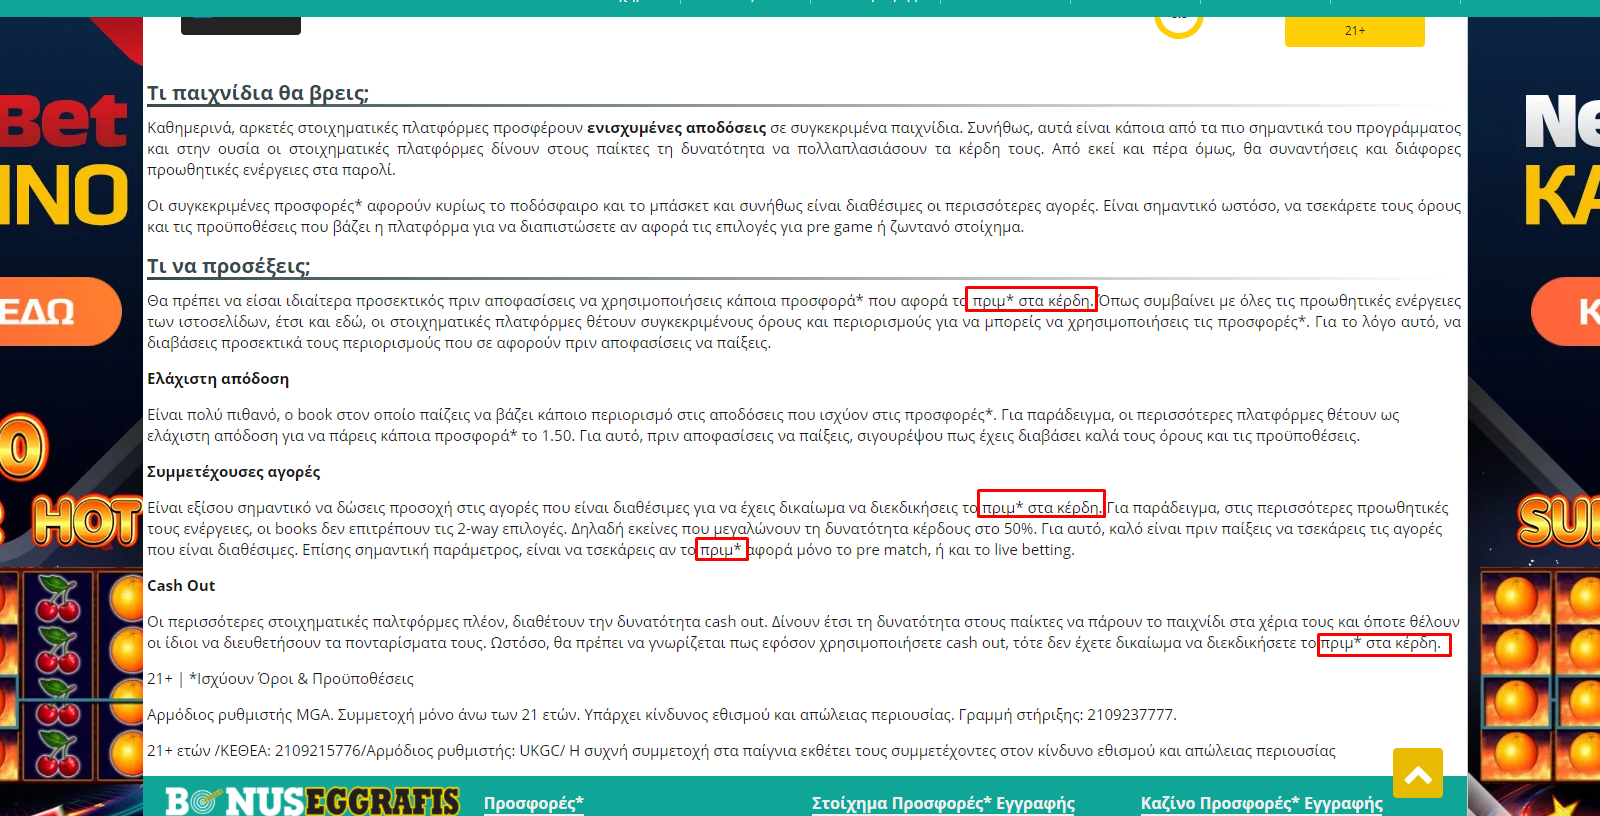 21+
Τι παιχνίδια θα βρεις;
Καθημερινά, αρκετές στοιχηματικές πλατφόρμες προσφέρουν ενισχυμένες αποδόσεις σε συγκεκριμένα παιχνίδια. Συνήθως, αυτά είναι κάποια από τα πιο σημαντικά του προγράμματος
και στην ουσία οι στοιχηματικές πλατφόρμες δίνουν στους παίκτες τη δυνατότητα να πολλαπλασιάσουν τα κέρδη τους. Από εκεί και πέρα όμως, θα συναντήσεις και διάφορες
προωθητικές ενέργειες στα παρολί.
Οι συγκεκριμένες προσφορές* αφορούν κυρίως το ποδόσφαιρο και το μπάσκετ και συνήθως είναι διαθέσιμες οι περισσότερες αγορές. Είναι σημαντικό ωστόσο, να τσεκάρετε τους όρους
και τις προϋποθέσεις που βάζει η πλατφόρμα για να διαπιστώσετε αν αφορά τις επιλογές για pre game ή ζωντανό στοίχημα.
Τι να προσέξεις;
Θα πρέπει να είσαι ιδιαίτερα προσεκτικός πριν αποφασίσεις να χρησιμοποιήσεις κάποια προσφορά* που αφορά το πριμ* στα κέρδη. Όπως συμβαίνει με όλες τις προωθητικές ενέργειες
των ιστοσελίδων, έτσι και εδώ, οι στοιχηματικές πλατφόρμες θέτουν συγκεκριμένους όρους και περιορισμούς για να μπορείς να χρησιμοποιήσεις τις προσφορές*. Για το λόγο αυτό, να
διαβάσεις προσεκτικά τους περιορισμούς που σε αφορούν πριν αποφασίσεις να παίξεις.
Ελάχιστη απόδοση
Είναι πολύ πιθανό, ο book στον οποίο παίζεις να βάζει κάποιο περιορισμό στις αποδόσεις που ισχύον στις προσφορές*. Για παράδειγμα, οι περισσότερες πλατφόρμες θέτουν ως
ελάχιστη απόδοση για να πάρεις κάποια προσφορά* το 1.50. Για αυτό, πριν αποφασίσεις να παίξεις, σιγουρέψου πως έχεις διαβάσει καλά τους όρους και τις προϋποθέσεις.
Συμμετέχουσες αγορές
Είναι εξίσου σημαντικό να δώσεις προσοχή στις αγορές που είναι διαθέσιμες για να έχεις δικαίωμα να διεκδικήσεις το πριμ* στα κέρδη. Για παράδειγμα, στις περισσότερες προωθητικές
τους ενέργειες, οι books δεν επιτρέπουν τις 2-way επιλογές. Δηλαδή εκείνες που μεγαλώνουν τη δυνατότητα κέρδους στο 50%. Για αυτό, καλό είναι πριν παίξεις να τσεκάρεις τις αγορές
που είναι διαθέσιμες. Επίσης σημαντική παράμετρος, είναι να τσεκάρεις αν το πριμ* αφορά μόνο το pre match, ή και το live betting.
Cash Out
Οι περισσότερες στοιχηματικές παλτφόρμες πλέον, διαθέτουν την δυνατότητα cash out. Δίνουν έτσι τη δυνατότητα στους παίκτες να πάρουν το παιχνίδι στα χέρια τους και όποτε θέλουν
οι ίδιοι να διευθετήσουν τα πονταρίσματα τους. Ωστόσο, θα πρέπει να γνωρίζεται πως εφόσον χρησιμοποιήσετε cash out, τότε δεν έχετε δικαίωμα να διεκδικήσετε το πριμ* στα κέρδη.
21+ | *Ισχύουν Όροι & Προϋποθέσεις
Αρμόδιος ρυθμιστής MGA. Συμμετοχή μόνο άνω των 21 ετών. Υπάρχει κίνδυνος εθισμού και απώλειας περιουσίας. Γραμμή στήριξης: 2109237777.
21+ ετών /ΚΕΘΕΑ: 2109215776/Αρμόδιος ρυθμιστής: UKGC/ Η συχνή συμμετοχή στα παίγνια εκθέτει τους συμμετέχοντες στον κίνδυνο εθισμού και απώλειας περιουσίας
BONUSEGGRAFIS
Προσφορές*
Στοίχημα Προσφορές* Εγγραφής
Καζίνο Προσφορές* Εγγραφής
Bet
INO
ΕΔΩ
HOT
Ne
ΚΑ
Κ
SU